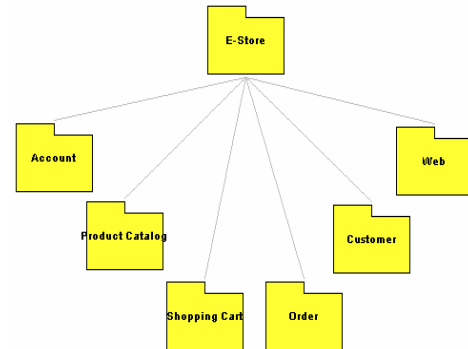 E-Store
Account
Web
Product Catalog
Customer
Shopping Cart
Order